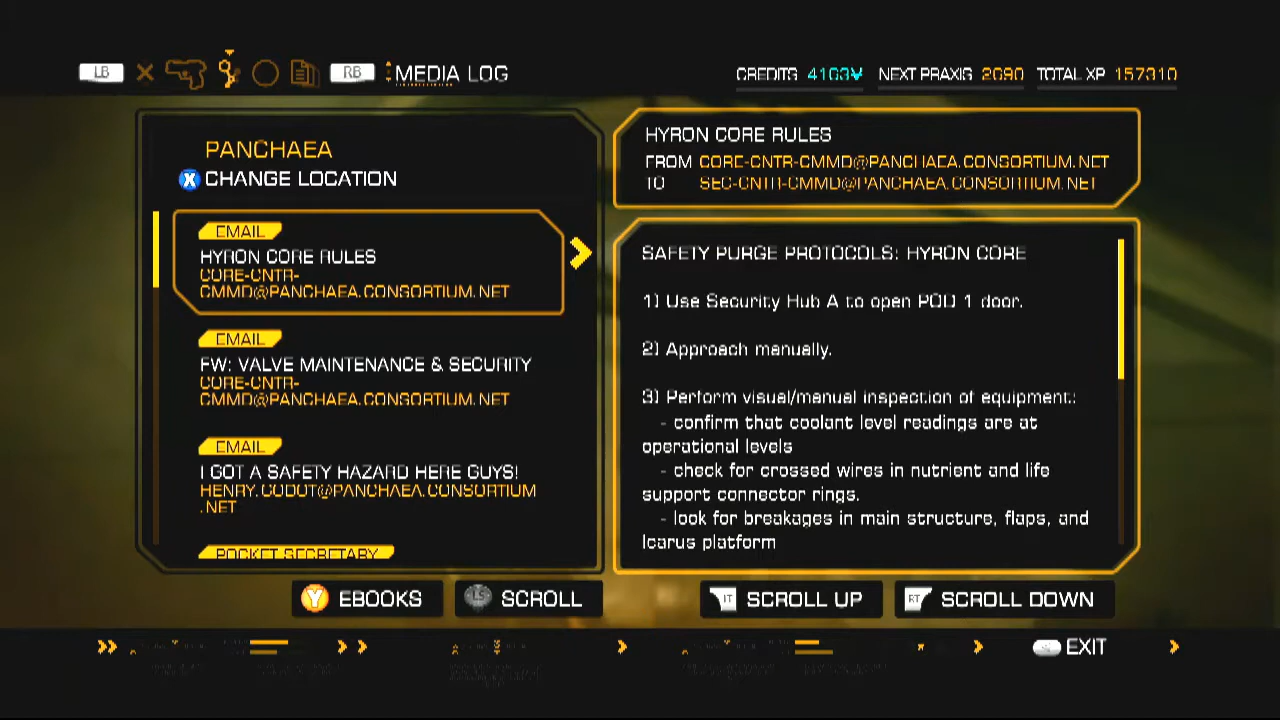 LB
RB
MEDIA LOG
CREDITS 4103
NEXT PRAXIS 2090
TOTAL XP 157310
PANCHAEA
X CHANGE LOCATION
EMAIL
HYRON CORE RULES
CORE-CNTR-
CMMD@PANCHAEA.CONSORTIUM.NET
EMAIL
FW: VALVE MAINTENANCE & SECURITY
CORE-CNTR-
CMMD@PANCHAEA.CONSORTIUM.NET
EMAIL
I GOT A SAFETY HAZARD HERE GUYS!
HENRY.GODOT@PANCHAEA.CONSORTIUM
.NET
POCKET SECRETARY
HYRON CORE RULES
FROM CORE-CNTR-CMMD@PANCHAEA.CONSORTIUM.NET
TO SEC-CNTR-CMMD@PANCHAEA.CONSORTIUM.NET
SAFETY PURGE PROTOCOLS: HYRON CORE
1) Use Security Hub A to open POD 1 door.
2) Approach manually.
3) Perform visual/manual inspection of equipment:
- confirm that coolant level readings are at
operational levels
- check for crossed wires in nutrient and life
support connector rings.
- look for breakages in main structure, flaps, and
Icarus platform
Y EBOOKS
LS SCROLL
LT SCROLL UP
RT SCROLL DOWN
EXIT